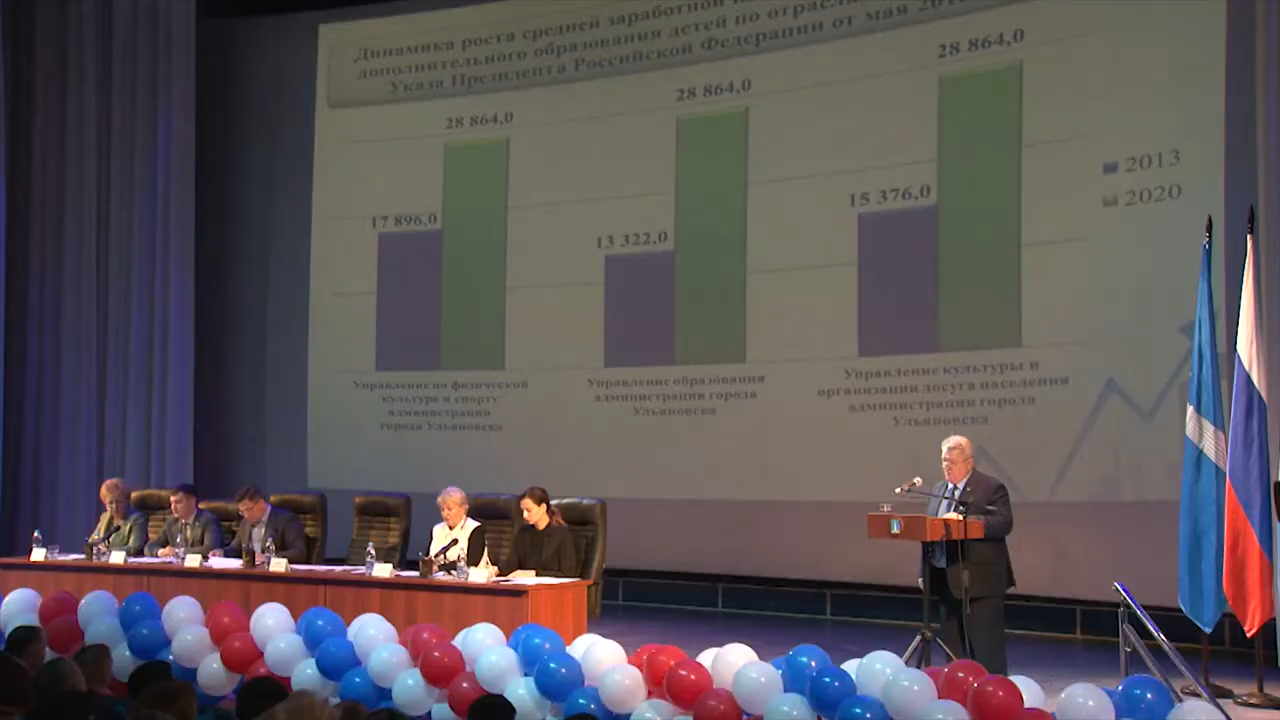 Динамика роста средней заработной
дополнительного образования детей по отрасля
Указа Президента Российской Федерации от мая
28 864,0
28 864,0
28 864,0
17 896,0
13 322,0
15 376,0
2013
2020
Управление по физической
культуре и спорту
администрации
города Ульяновска
Управление образования
администрации города
Ульяновска
Управление культуры и
организации досуга населения
администрации города
Ульяновска